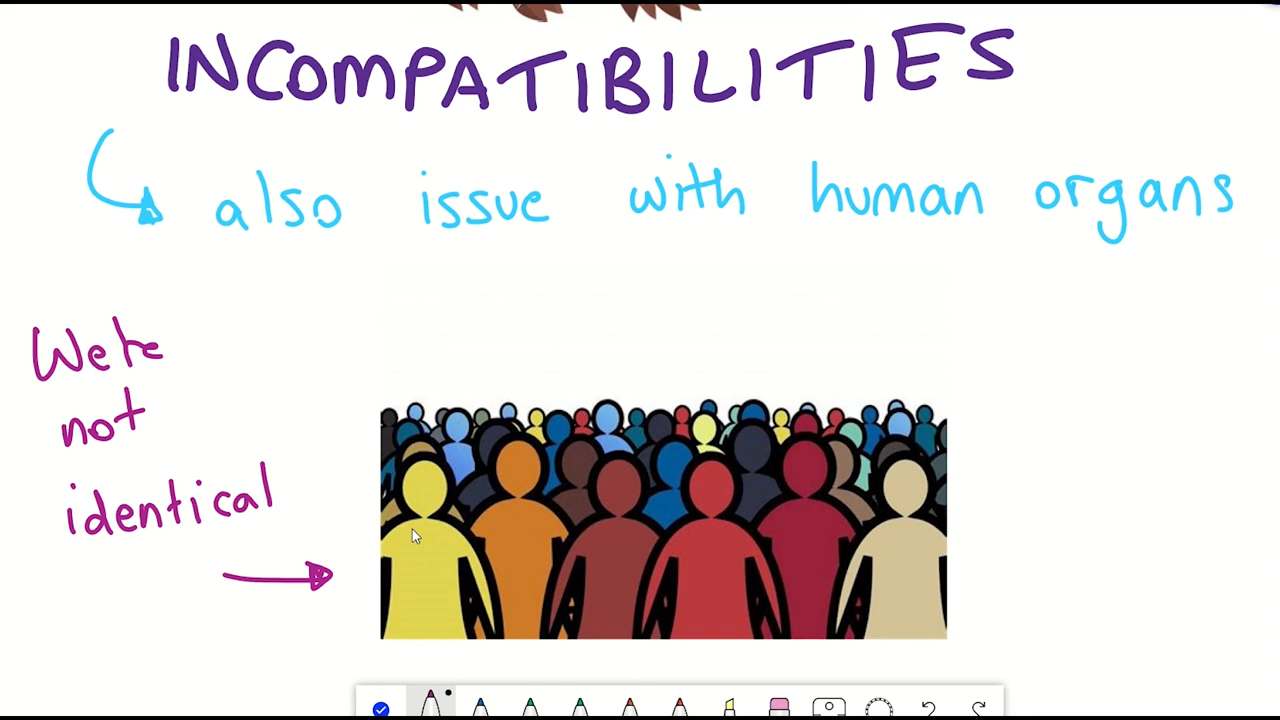 INCOMPATIBILITIES
also issue with human organs
We're
not
identical